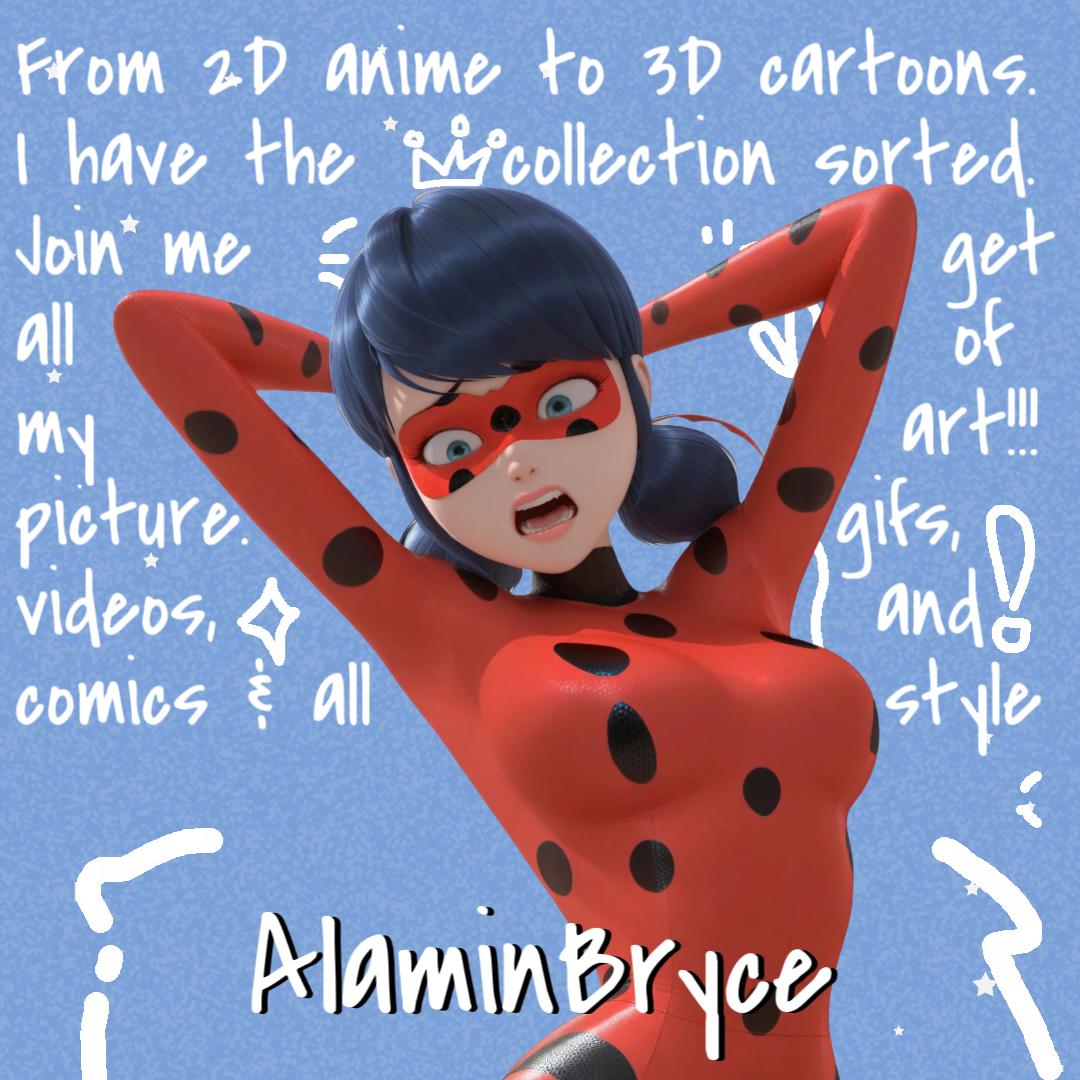 From 2D anime to 3D cartoons.
I have the collection sorted.
Join me get
all of
my art!!!
picture. gifs,
videos, and
comics & all style
AlaminBryce